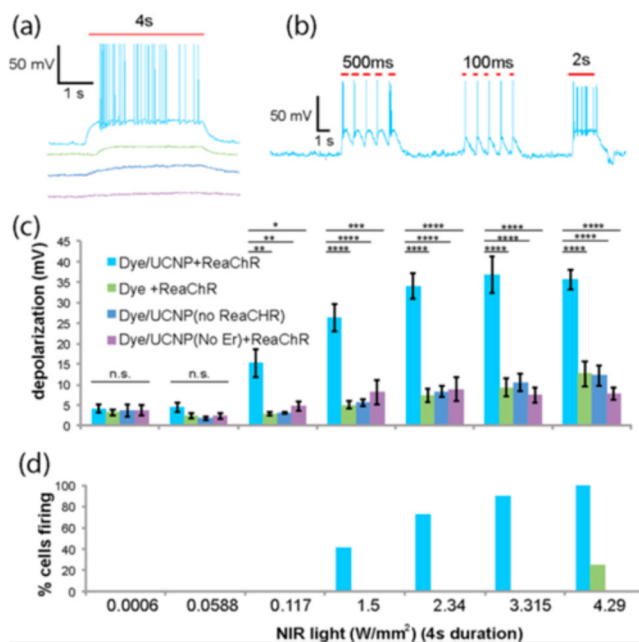 (a)
4s
50 mV
1 s
(b)
500ms
100ms
2s
50 mV
1 s
(c)
* *** **** **** ****
** **** **** **** ****
** **** **** **** ****
45
40
35
30
25
20
15
10
5
0
depolarization (mV)
Dye/UCNP+ReaChR
Dye +ReaChR
Dye/UCNP(no ReaCHR)
Dye/UCNP(No Er)+ReaChR
n.s. n.s.
(d)
100
80
60
40
20
0
% cells firing
0.0006 0.0588 0.117 1.5 2.34 3.315 4.29
NIR light (W/mm²) (4s duration)